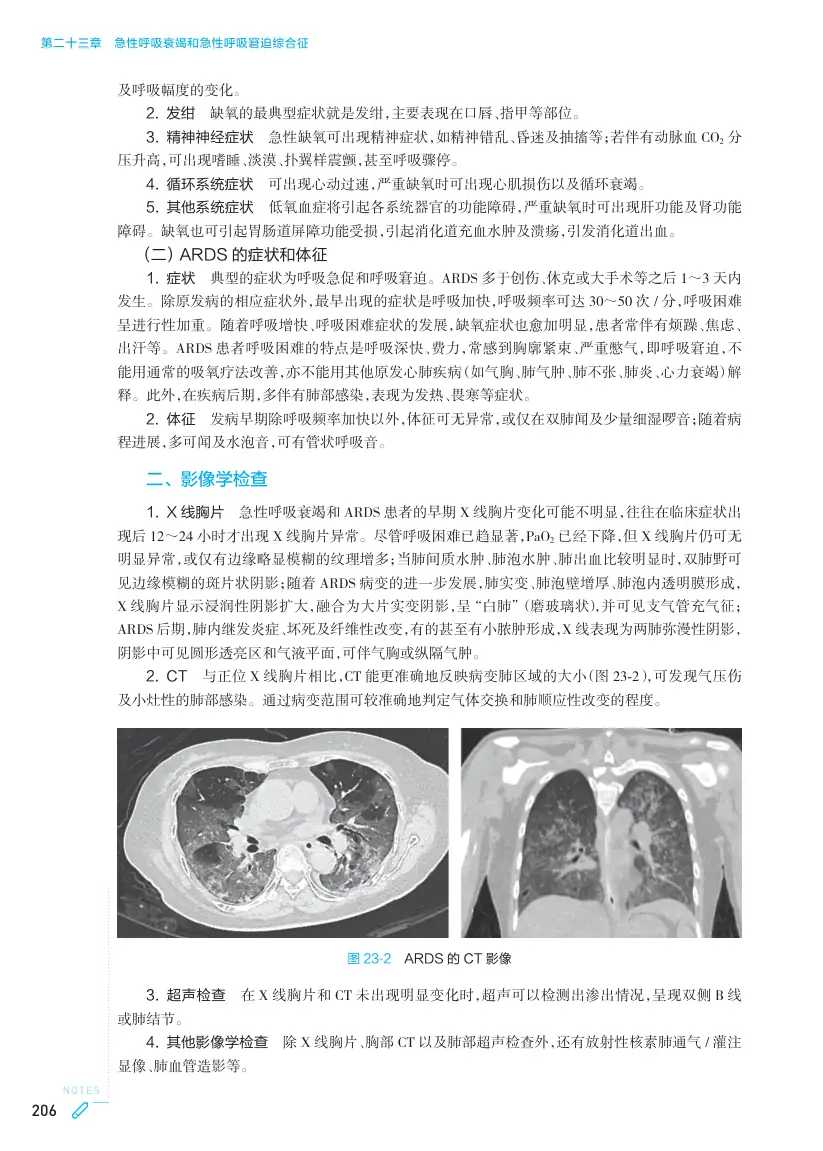 第二十三章 急性呼吸衰竭和急性呼吸窘迫综合征
及呼吸幅度的变化。
2. 发绀 缺氧的最典型症状就是发绀,主要表现在口唇、指甲等部位。
3. 精神神经症状 急性缺氧可出现精神症状,如精神错乱、昏迷及抽搐等;若伴有动脉血 CO₂ 分
压升高,可出现嗜睡、淡漠、扑翼样震颤,甚至呼吸骤停。
4. 循环系统症状 可出现心动过速,严重缺氧时可出现心肌损伤以及循环衰竭。
5. 其他系统症状 低氧血症将引起各系统器官的功能障碍,严重缺氧时可出现肝功能及肾功能
障碍。缺氧也可引起胃肠道屏障功能受损,引起消化道充血水肿及溃疡,引发消化道出血。
(二) ARDS 的症状和体征
1. 症状 典型的症状为呼吸急促和呼吸窘迫。ARDS 多于创伤、休克或大手术等之后 1~3 天内
发生。除原发病的相应症状外,最早出现的症状是呼吸加快,呼吸频率可达 30~50 次 / 分,呼吸困难
呈进行性加重。随着呼吸增快、呼吸困难症状的发展,缺氧症状也愈加明显,患者常伴有烦躁、焦虑、
出汗等。ARDS 患者呼吸困难的特点是呼吸深快、费力,常感到胸廓紧束、严重憋气,即呼吸窘迫,不
能用通常的吸氧疗法改善,亦不能用其他原发心肺疾病(如气胸、肺气肿、肺不张、肺炎、心力衰竭)解
释。此外,在疾病后期,多伴有肺部感染,表现为发热、畏寒等症状。
2. 体征 发病早期除呼吸频率加快以外,体征可无异常,或仅在双肺闻及少量细湿啰音;随着病
程进展,多可闻及水泡音,可有管状呼吸音。
二、影像学检查
1. X 线胸片 急性呼吸衰竭和 ARDS 患者的早期 X 线胸片变化可能不明显,往往在临床症状出
现后 12~24 小时才出现 X 线胸片异常。尽管呼吸困难已趋显著,PaO₂ 已经下降,但 X 线胸片仍可无
明显异常,或仅有边缘略显模糊的纹理增多;当肺间质水肿、肺泡水肿、肺出血比较明显时,双肺野可
见边缘模糊的斑片状阴影;随着 ARDS 病变的进一步发展,肺实变、肺泡壁增厚、肺泡内透明膜形成,
X 线胸片显示浸润性阴影扩大,融合为大片实变阴影,呈 “白肺” (磨玻璃状),并可见支气管充气征;
ARDS 后期,肺内继发炎症、坏死及纤维性改变,有的甚至有小脓肿形成,X 线表现为两肺弥漫性阴影,
阴影中可见圆形透亮区和气液平面,可伴气胸或纵隔气肿。
2. CT 与正位 X 线胸片相比,CT 能更准确地反映病变肺区域的大小(图 23-2),可发现气压伤
及小灶性的肺部感染。通过病变范围可较准确地判定气体交换和肺顺应性改变的程度。
图 23-2 ARDS 的 CT 影像
3. 超声检查 在 X 线胸片和 CT 未出现明显变化时,超声可以检测出渗出情况,呈现双侧 B 线
或肺结节。
4. 其他影像学检查 除 X 线胸片、胸部 CT 以及肺部超声检查外,还有放射性核素肺通气 / 灌注
显像、肺血管造影等。
NOTES
206